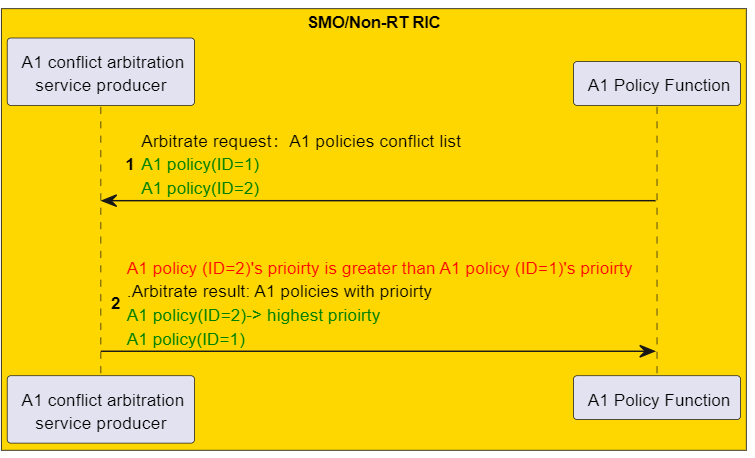 SMO/Non-RT RIC
A1 conflict arbitration
service producer
A1 Policy Function
Arbitrate request： A1 policies conflict list
1 A1 policy(ID=1)
A1 policy(ID=2)
A1 policy (ID=2)'s prioirty is greater than A1 policy (ID=1)'s prioirty
2 .Arbitrate result: A1 policies with prioirty
A1 policy(ID=2)-> highest prioirty
A1 policy(ID=1)
A1 conflict arbitration
service producer
A1 Policy Function